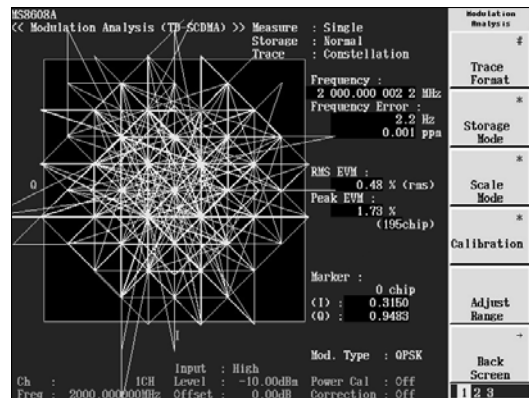 MS8608A
<< Modulation Analysis (TD-SCDMA) >> Measure : Single
Storage : Normal
Trace : Constellation
Frequency :
2 000.000 002 2 MHz
Frequency Error :
2.2 Hz
0.001 ppm
RMS EVM :
0.48 % (rms)
Peak EVM :
1.73 %
(195chip)
Marker :
0 chip
(I) : 0.3150
(Q) : 0.9483
Mod. Type : QPSK
Q
I
Input : High
Ch : 1CH Level : -10.00dBm Power Cal : Off
Freq : 2000.000000MHz Offset : 0.00dB Correction : Off
Modulation
Analysis
#
Trace
Format
*
Storage
Mode
*
Scale
Mode
*
Calibration
Adjust
Range
→
Back
Screen
1 2 3